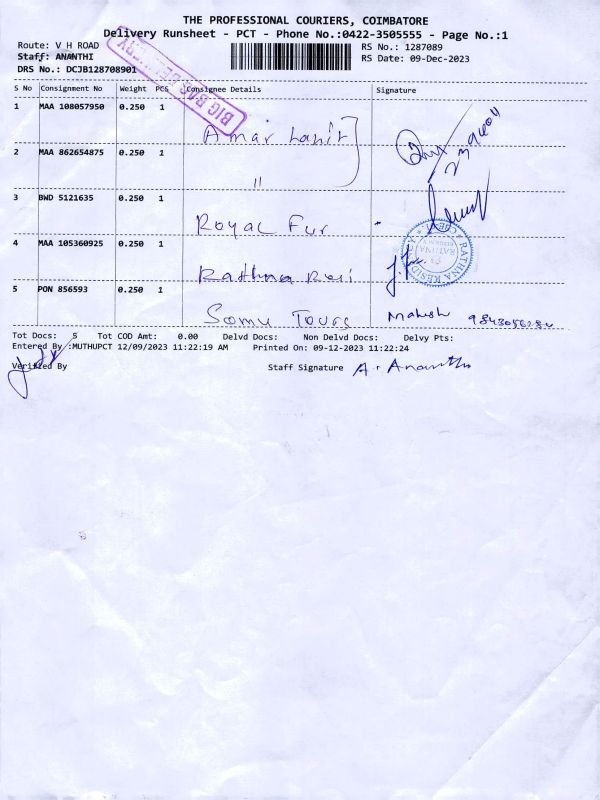 THE PROFESSIONAL COURIERS, COIMBATORE
Delivery Runsheet - PCT - Phone No.:0422-3505555 - Page No.:1
Route: V H ROAD
RS No.: 1287089
Staff: ANANTHI
RS Date: 09-Dec-2023
DRS No.: DCJB128708901
BIG BAG DELIVERY
S No Consignment No Weight PCS Consignee Details Signature
1 MAA 108057950 0.250 1
Amar
2 MAA 862654875 0.250 1
"
3 BWD 5121635 0.250 1
Royal Fur
4 MAA 105360925 0.250 1
Rathna Resi
5 PON 856593 0.250 1
Somu Tours Mahesh
Tot Docs: 5 Tot COD Amt: 0.00 Delvd Docs: Non Delvd Docs: Delvy Pts:
Entered By :MUTHUPCT 12/09/2023 11:22:19 AM Printed On: 09-12-2023 11:22:24
Verified By Staff Signature A. Ananthi